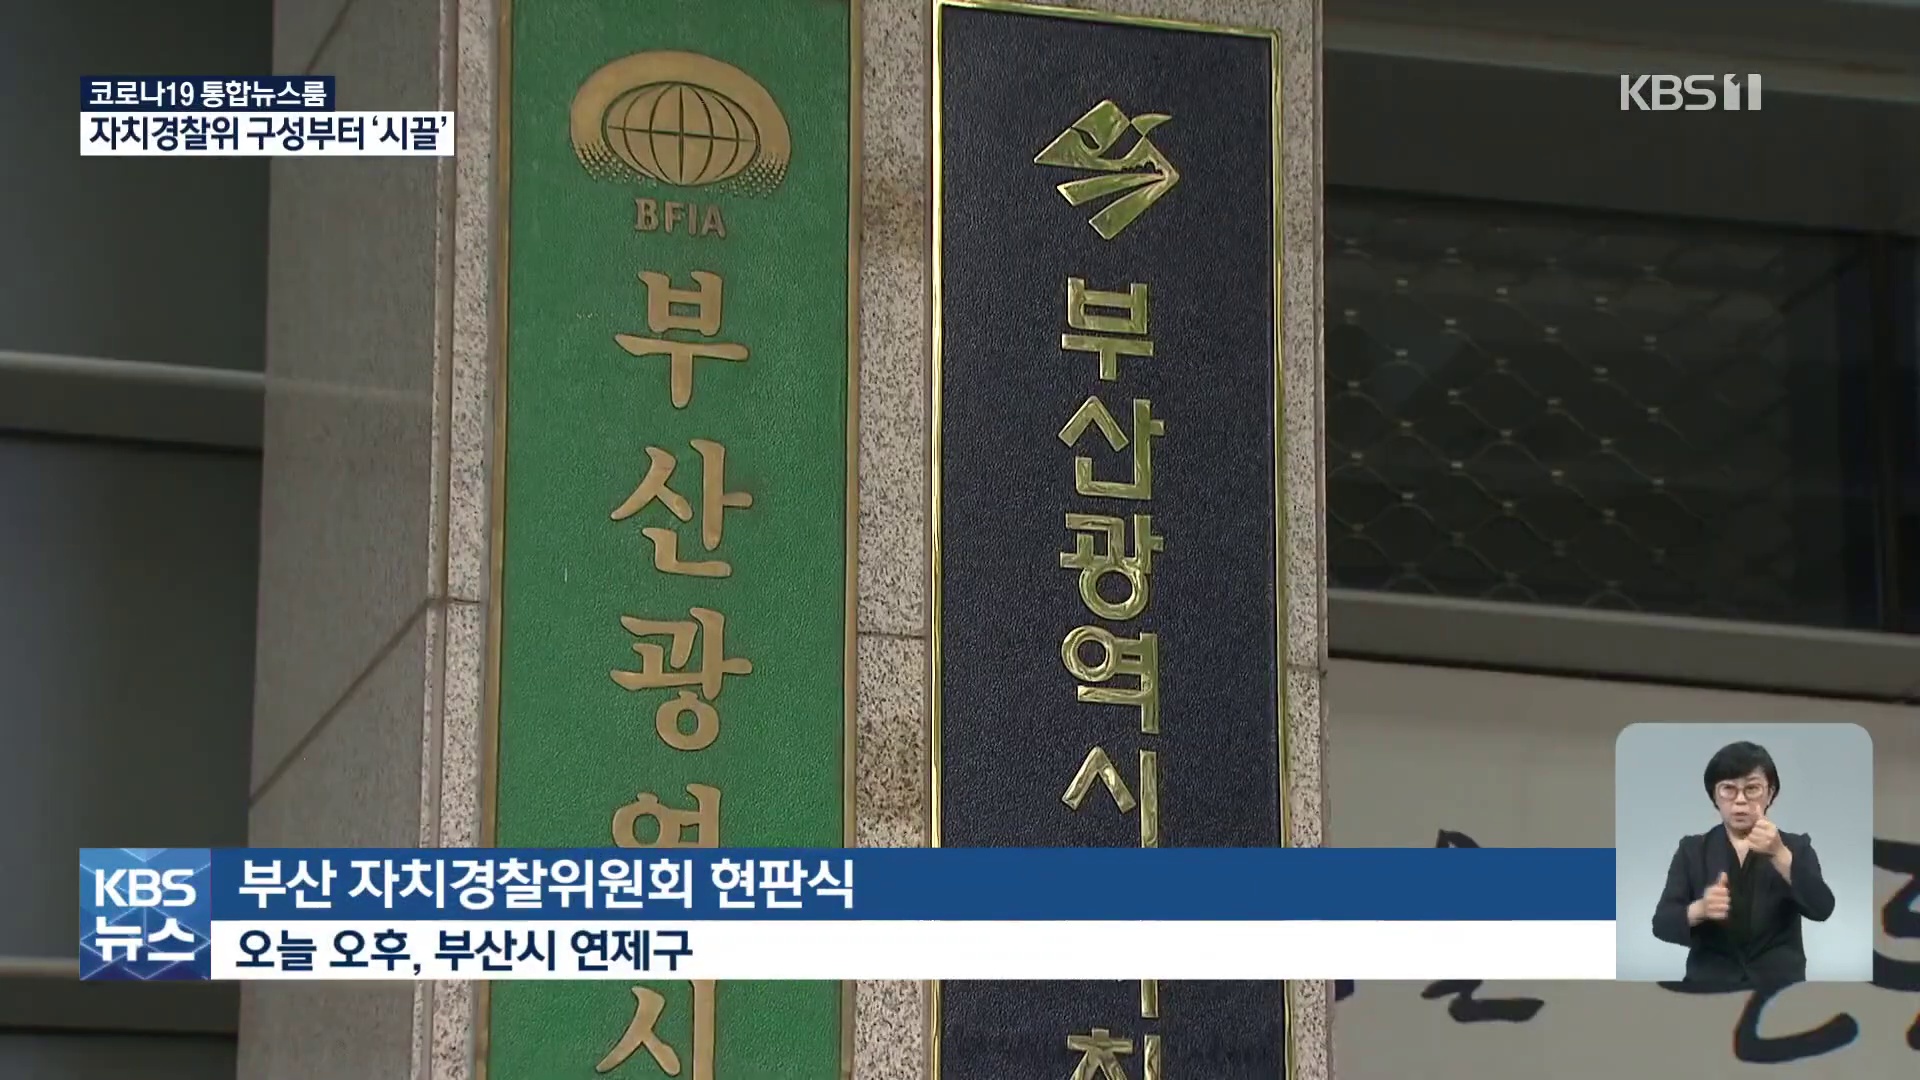 코로나19 통합뉴스룸
자치경찰위 구성부터 ‘시끌’
KBS 1
BFIA
부산광역시
부산광역시
KBS
뉴스
부산 자치경찰위원회 현판식
오늘 오후, 부산시 연제구